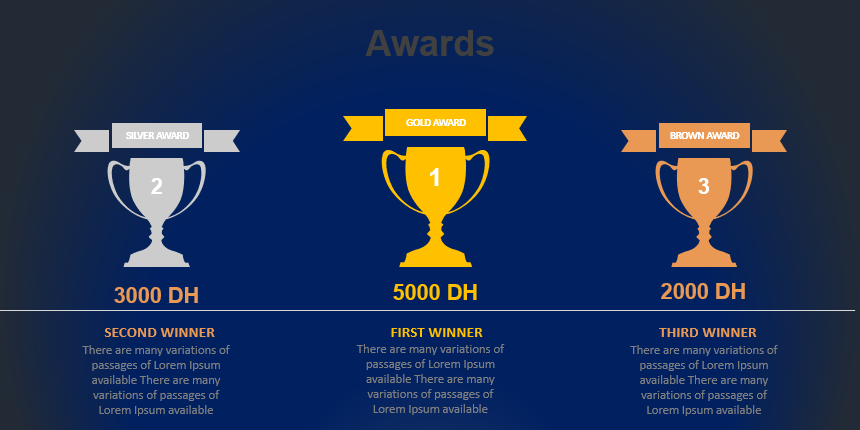 Awards
SILVER AWARD
2
3000 DH
SECOND WINNER
There are many variations of
passages of Lorem Ipsum
available There are many
variations of passages of
Lorem Ipsum available
GOLD AWARD
1
5000 DH
FIRST WINNER
There are many variations of
passages of Lorem Ipsum
available There are many
variations of passages of
Lorem Ipsum available
BROWN AWARD
3
2000 DH
THIRD WINNER
There are many variations of
passages of Lorem Ipsum
available There are many
variations of passages of
Lorem Ipsum available